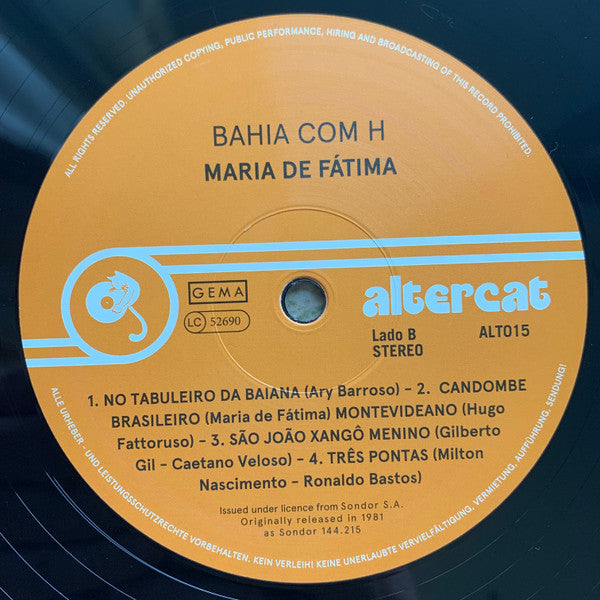 ALL RIGHTS RESERVED. UNAUTHORIZED COPYING, PUBLIC PERFORMANCE, HIRING AND BROADCASTING OF THIS RECORD PROHIBITED.
BAHIA COM H
MARIA DE FÁTIMA
GEMA
LC 52690
altercat
Lado B
STEREO
ALT015
1. NO TABULEIRO DA BAIANA (Ary Barroso) – 2. CANDOMBE
BRASILEIRO (Maria de Fátima) MONTEVIDEANO (Hugo
Fattoruso) – 3. SÃO JOÃO XANGÔ MENINO (Gilberto
Gil – Caetano Veloso) – 4. TRÊS PONTAS (Milton
Nascimento – Ronaldo Bastos)
Issued under licence from Sondor S.A.
Originally released in 1981
as Sondor 144.215
ALLE URHEBER - UND LEISTUNGSSCHUTZRECHTE VORBEHALTEN. KEIN VERLEIH! KEINE UNERLAUBTE VERVIELFÄLTIGUNG, VERMIETUNG, AUFFÜHRUNG, SENDUNG!